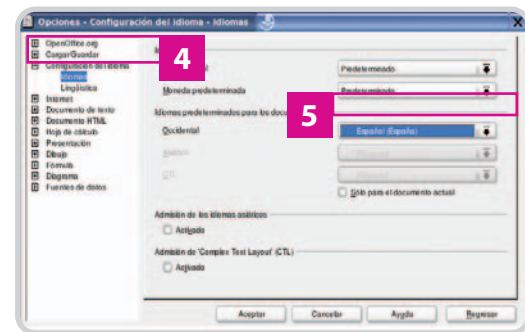 Opciones - Configuración del Idioma - Idiomas
OpenOffice.org
Cargar/Guardar
4
Configuración del Idioma
Idiomas
Lingüística
Internet
Documento de texto
Documento HTML
Hoja de cálculo
Presentación
Dibujo
Fórmula
Diagrama
Fuentes de datos
Predeterminado
Moneda predeterminada
Predeterminado
Idiomas predeterminados para los
5
Occidental
Español (España)
CTL
Sólo para el documento actual
Admisión de los idiomas asiáticos
Activado
Admisión de 'Complex Text Layout' (CTL)
Activado
Aceptar
Cancelar
Ayuda
Regresar